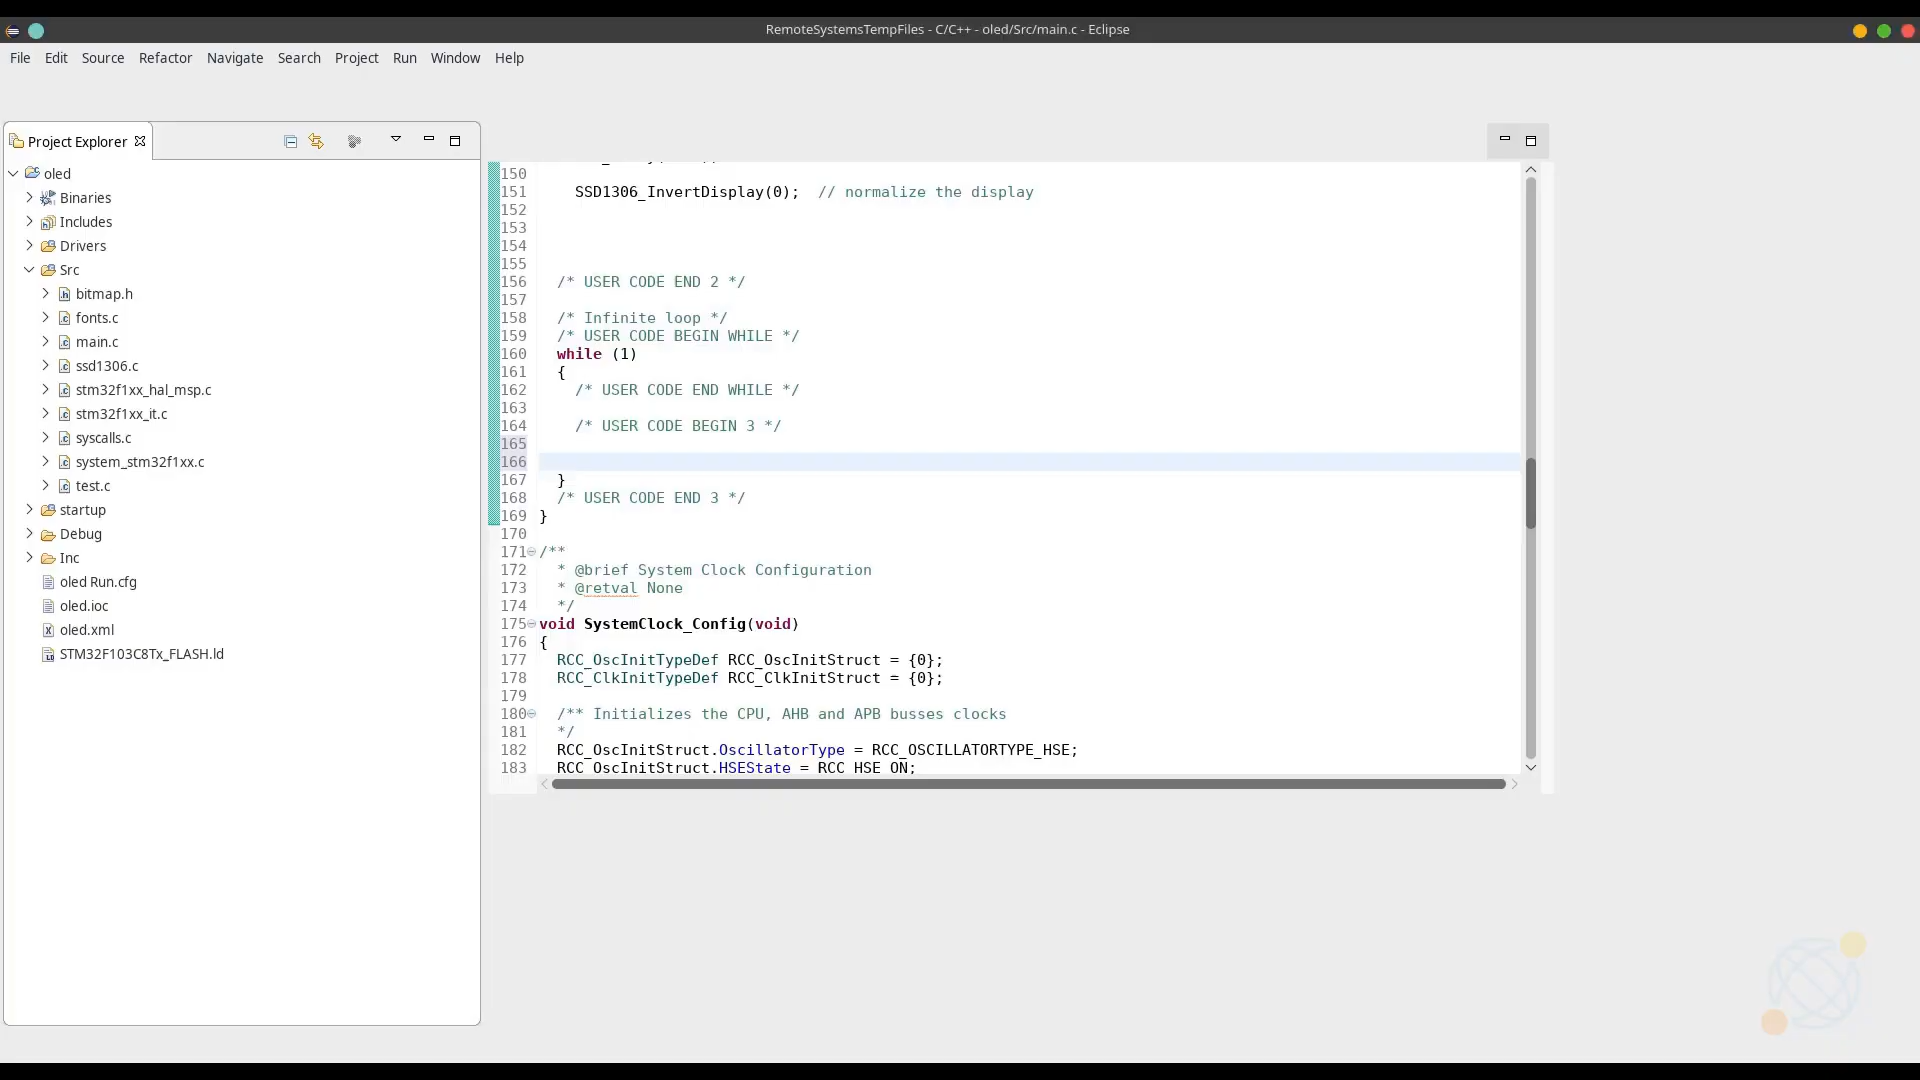 RemoteSystemsTempFiles - C/C++ - oled/Src/main.c - Eclipse
File Edit Source Refactor Navigate Search Project Run Window Help
Project Explorer
oled
Binaries
Includes
Drivers
Src
bitmap.h
fonts.c
main.c
ssd1306.c
stm32f1xx_hal_msp.c
stm32f1xx_it.c
syscalls.c
system_stm32f1xx.c
test.c
startup
Debug
Inc
oled Run.cfg
oled.ioc
oled.xml
STM32F103C8Tx_FLASH.ld
150
151 SSD1306_InvertDisplay(0); // normalize the display
152
153
154
155
156 /* USER CODE END 2 */
157
158 /* Infinite loop */
159 /* USER CODE BEGIN WHILE */
160 while (1)
161 {
162 /* USER CODE END WHILE */
163
164 /* USER CODE BEGIN 3 */
165
166
167 }
168 /* USER CODE END 3 */
169 }
170
171 /**
172 * @brief System Clock Configuration
173 * @retval None
174 */
175 void SystemClock_Config(void)
176 {
177 RCC_OscInitTypeDef RCC_OscInitStruct = {0};
178 RCC_ClkInitTypeDef RCC_ClkInitStruct = {0};
179
180 /** Initializes the CPU, AHB and APB busses clocks
181 */
182 RCC_OscInitStruct.OscillatorType = RCC_OSCILLATORTYPE_HSE;
183 RCC_OscInitStruct.HSEState = RCC_HSE_ON;